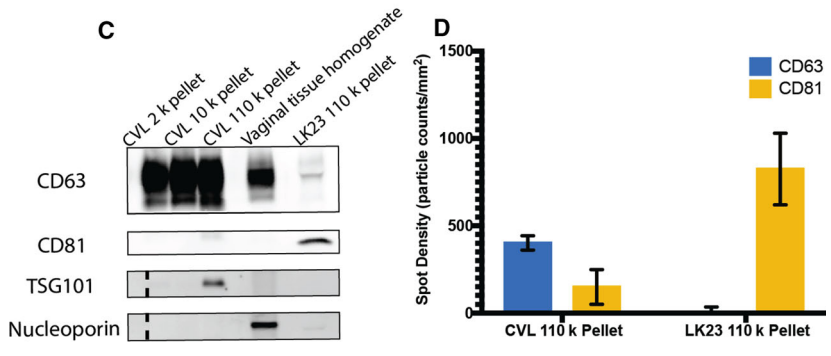 C
CVL 2 k pellet
CVL 10 k pellet
CVL 110 k pellet
Vaginal tissue homogenate
LK23 110 k pellet
CD63
CD81
TSG101
Nucleoporin
D
Spot Density (particle counts/mm²)
1500
1000
500
0
CD63
CD81
CVL 110 k Pellet
LK23 110 k Pellet